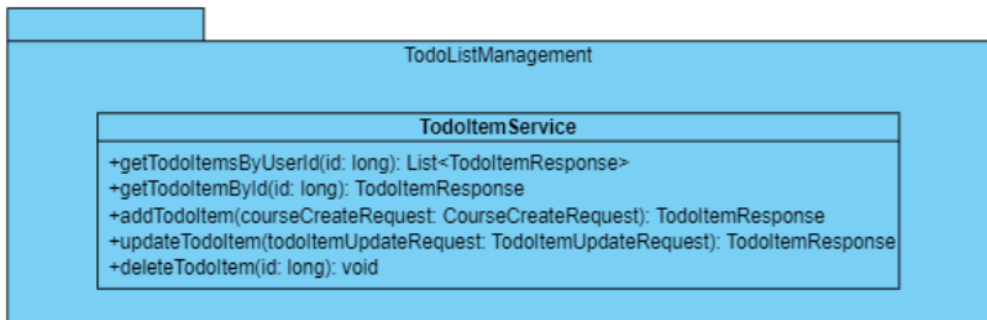 TodoListManagement
TodoItemService
+getTodoItemsByUserId(id: long): List<TodoItemResponse>
+getTodoItemById(id: long): TodoItemResponse
+addTodoItem(courseCreateRequest: CourseCreateRequest): TodoItemResponse
+updateTodoItem(todoItemUpdateRequest: TodoItemUpdateRequest): TodoItemResponse
+deleteTodoItem(id: long): void